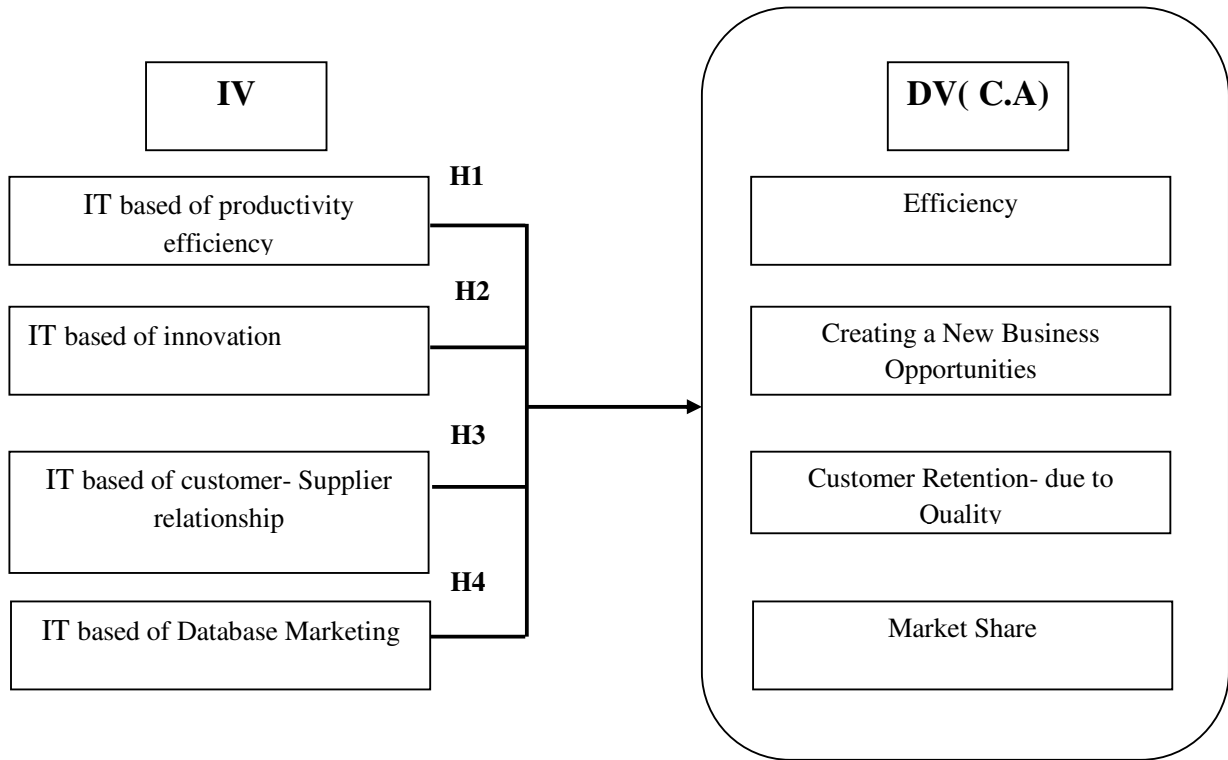 IV
DV( C.A)
H1
IT based of productivity
efficiency
Efficiency
H2
IT based of innovation
Creating a New Business
Opportunities
H3
IT based of customer- Supplier
relationship
Customer Retention- due to
Quality
H4
IT based of Database Marketing
Market Share